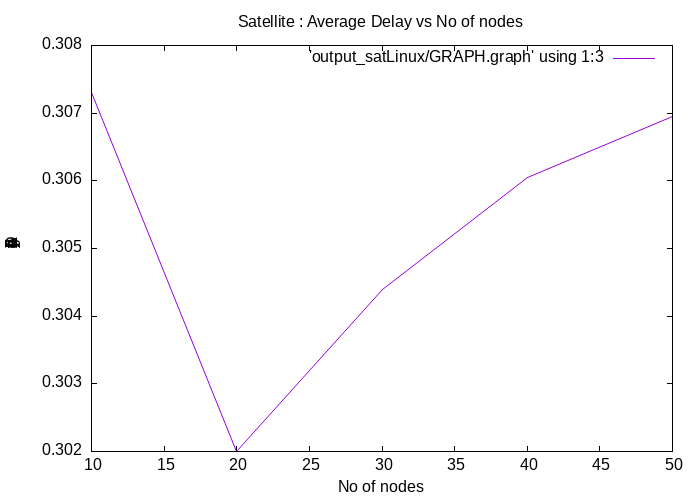 Satellite : Average Delay vs No of nodes
0.308
'output_satLinux/GRAPH.graph' using 1:3
0.307
0.306
0.305
0.304
0.303
0.302
10 15 20 25 30 35 40 45 50
No of nodes